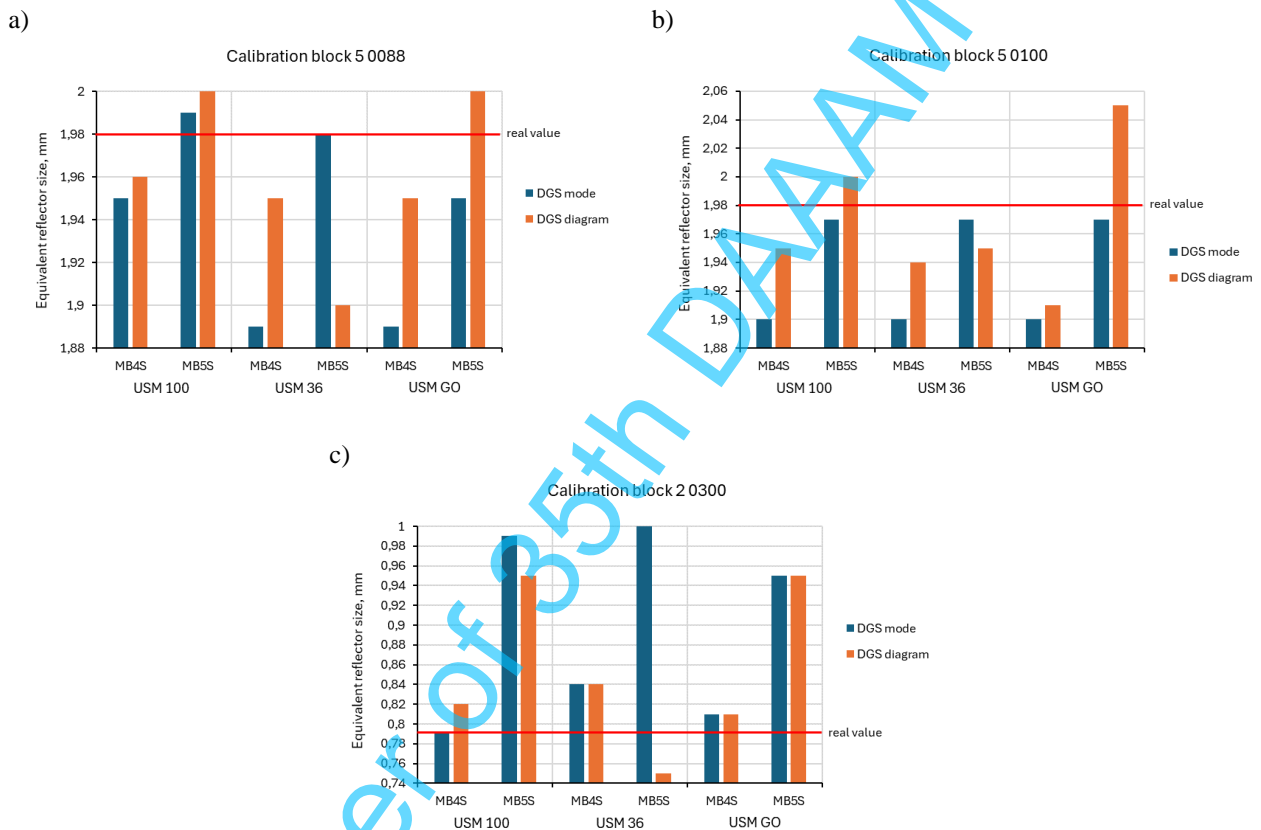 a)
Calibration block 5 0088
Equivalent reflector size, mm
2
1,98
1,96
1,94
1,92
1,9
1,88
real value
DGS mode
DGS diagram
MB4S MB5S MB4S MB5S MB4S MB5S
USM 100 USM 36 USM GO
b)
Calibration block 5 0100
Equivalent reflector size, mm
2,06
2,04
2,02
2
1,98
1,96
1,94
1,92
1,9
1,88
real value
DGS mode
DGS diagram
MB4S MB5S MB4S MB5S MB4S MB5S
USM 100 USM 36 USM GO
c)
Calibration block 2 0300
Equivalent reflector size, mm
1
0,98
0,96
0,94
0,92
0,9
0,88
0,86
0,84
0,82
0,8
0,78
0,76
0,74
real value
DGS mode
DGS diagram
MB4S MB5S MB4S MB5S MB4S MB5S
USM 100 USM 36 USM GO
er of 35th DAAAM